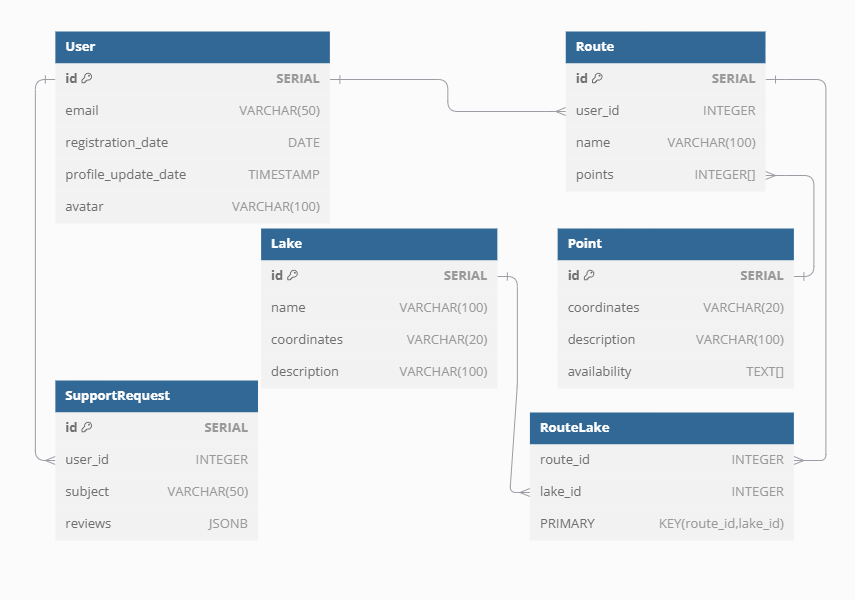 User
id SERIAL
email VARCHAR(50)
registration_date DATE
profile_update_date TIMESTAMP
avatar VARCHAR(100)
Route
id SERIAL
user_id INTEGER
name VARCHAR(100)
points INTEGER[]
Lake
id SERIAL
name VARCHAR(100)
coordinates VARCHAR(20)
description VARCHAR(100)
Point
id SERIAL
coordinates VARCHAR(20)
description VARCHAR(100)
availability TEXT[]
SupportRequest
id SERIAL
user_id INTEGER
subject VARCHAR(50)
reviews JSONB
RouteLake
route_id INTEGER
lake_id INTEGER
PRIMARY KEY(route_id,lake_id)